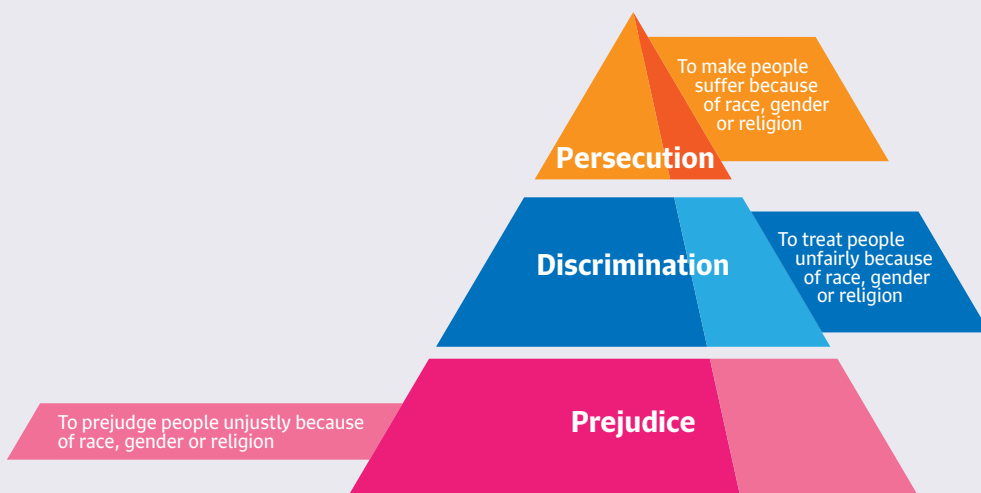 To make people
suffer because
of race, gender
or religion
Persecution
To treat people
unfairly because
of race, gender
or religion
Discrimination
To prejudge people unjustly because
of race, gender or religion
Prejudice